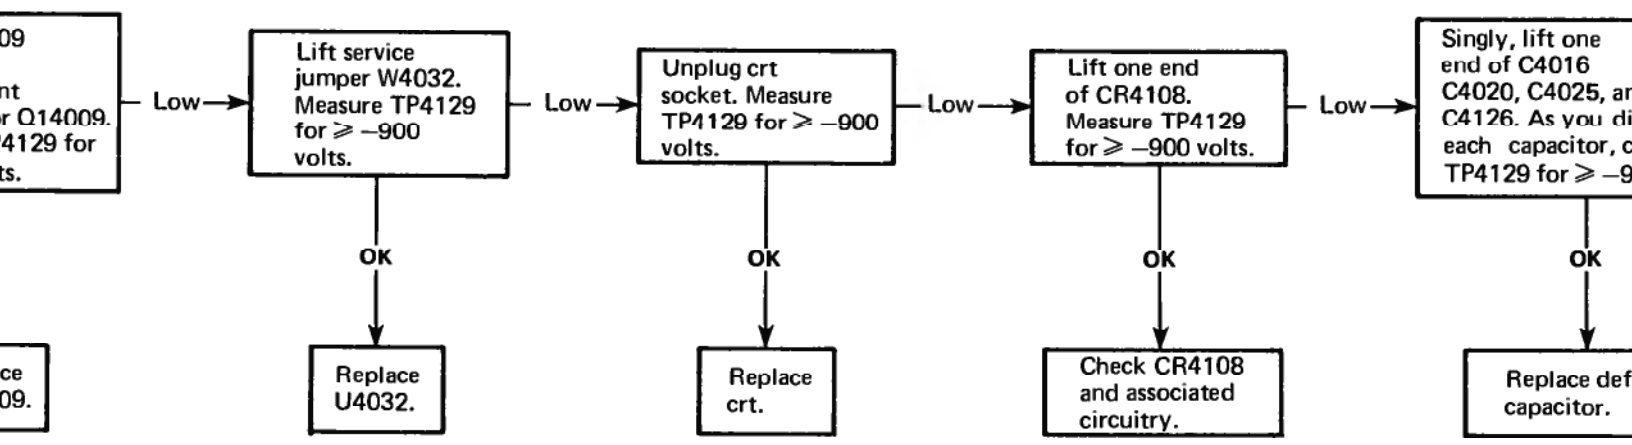 09
nt
or Q14009.
4129 for
ts.
Low
Lift service
jumper W4032.
Measure TP4129
for ⩾ −900
volts.
Low
Unplug crt
socket. Measure
TP4129 for ⩾ −900
volts.
Low
Lift one end
of CR4108.
Measure TP4129
for ⩾ −900 volts.
Low
Singly, lift one
end of C4016
C4020, C4025, an
C4126. As you di
each capacitor, c
TP4129 for ⩾ −9
OK
OK
OK
OK
ce
09.
Replace
U4032.
Replace
crt.
Check CR4108
and associated
circuitry.
Replace def
capacitor.